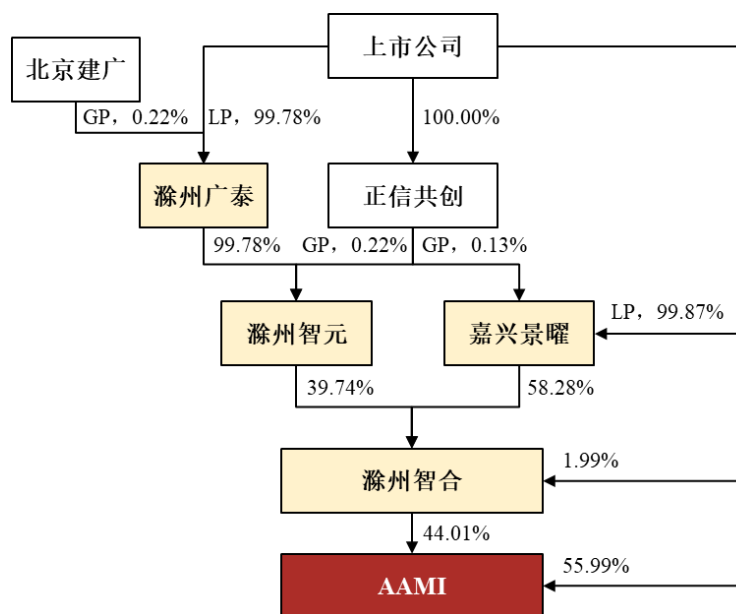 上市公司
北京建广
GP，0.22%
LP，99.78%
100.00%
滁州广泰
正信共创
99.78%
GP，0.22%
GP，0.13%
滁州智元
嘉兴景曜
LP，99.87%
39.74%
58.28%
滁州智合
1.99%
44.01%
AAMI
55.99%